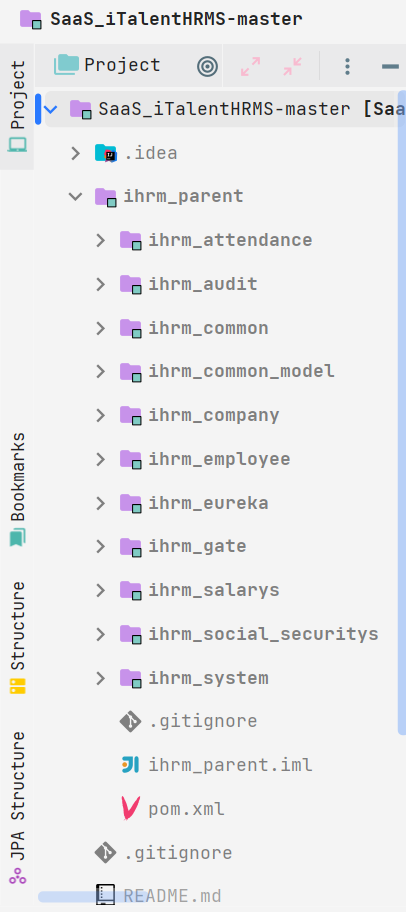 SaaS_iTalentHRMS-master
Project
Project
SaaS_iTalentHRMS-master [Saa
.idea
ihrm_parent
ihrm_attendance
ihrm_audit
ihrm_common
ihrm_common_model
ihrm_company
ihrm_employee
ihrm_eureka
ihrm_gate
ihrm_salarys
ihrm_social_securitys
ihrm_system
.gitignore
ihrm_parent.iml
pom.xml
.gitignore
README.md
Bookmarks
Structure
JPA Structure